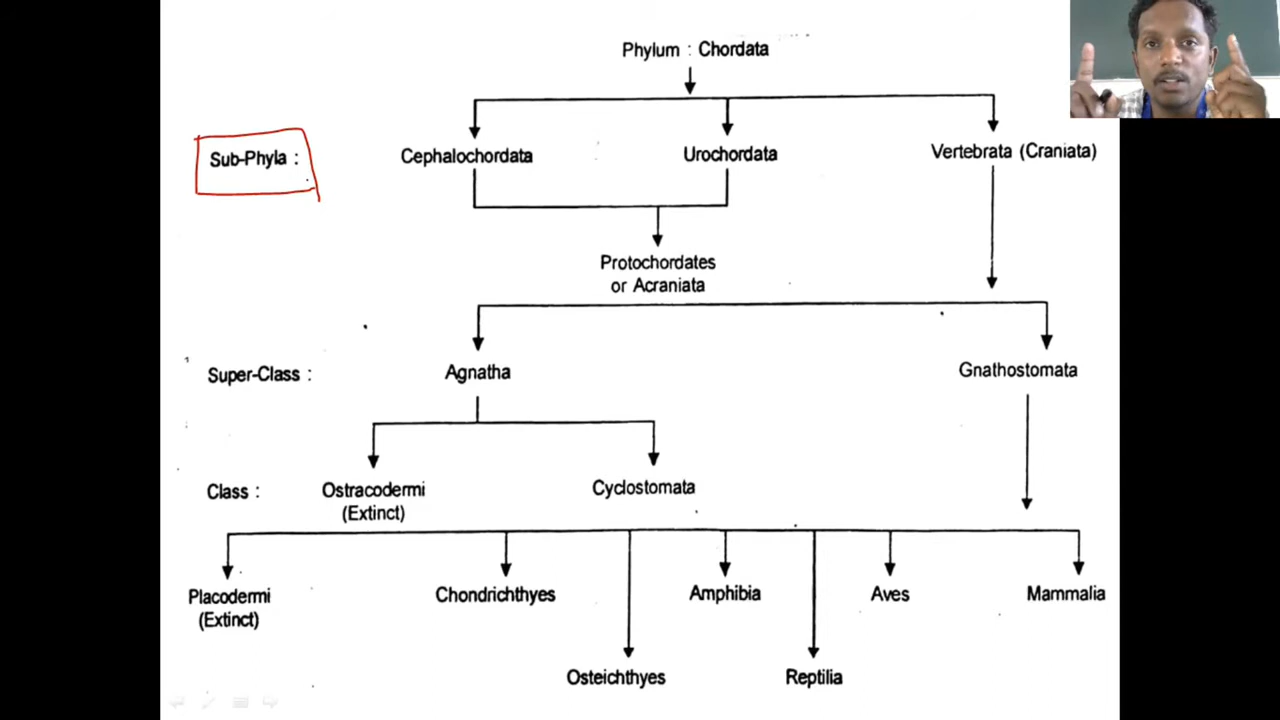 Phylum : Chordata
Sub-Phyla :
Cephalochordata
Urochordata
Vertebrata (Craniata)
Protochordates
or Acraniata
Super-Class :
Agnatha
Gnathostomata
Class :
Ostracodermi
(Extinct)
Cyclostomata
Placodermi
(Extinct)
Chondrichthyes
Osteichthyes
Amphibia
Reptilia
Aves
Mammalia